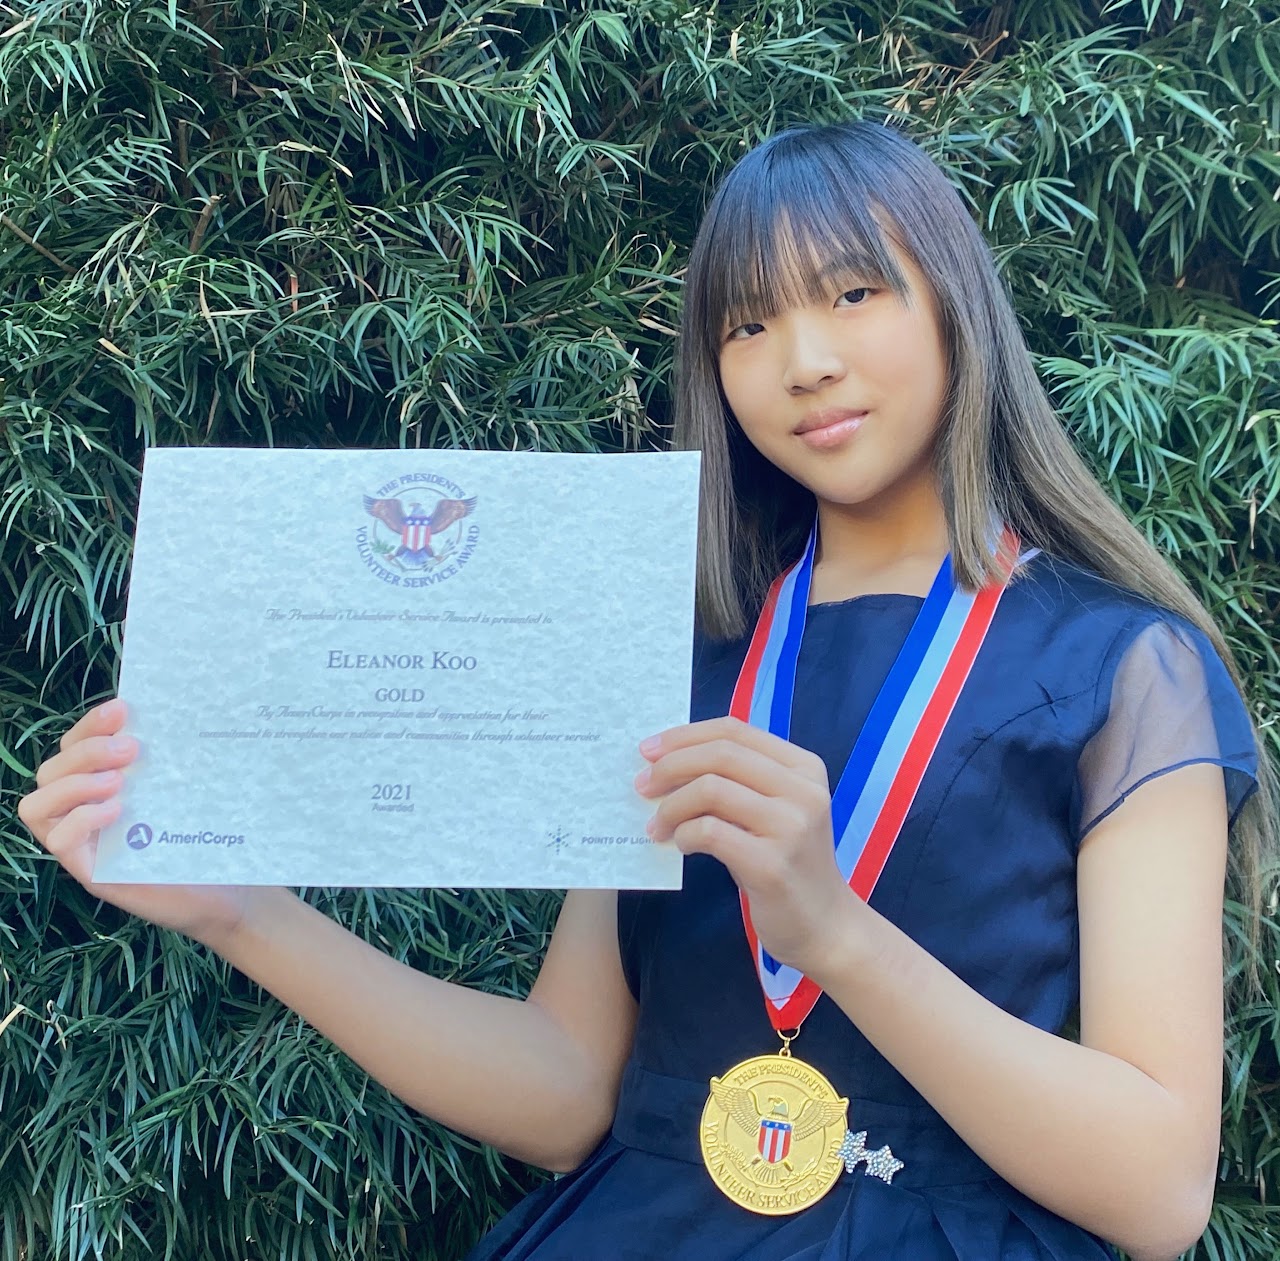 THE PRESIDENT'S
VOLUNTEER SERVICE AWARD
The President's Volunteer Service Award is presented to
ELEANOR KOO
GOLD
By AmeriCorps in recognition and appreciation for their
commitment to strengthen our nation and communities through volunteer service.
2021
Awarded
AmeriCorps
POINTS OF LIGHT
THE PRESIDENT'S
VOLUNTEER SERVICE AWARD